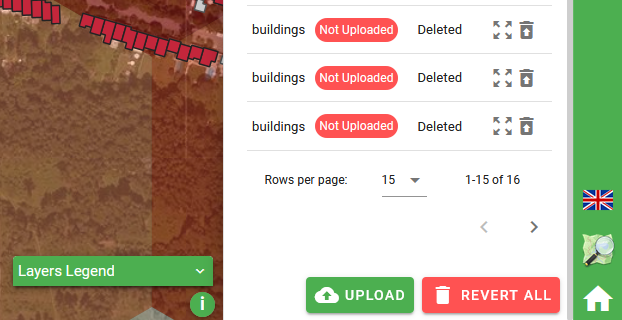 buildings Not Uploaded Deleted
buildings Not Uploaded Deleted
buildings Not Uploaded Deleted
Rows per page: 15 1-15 of 16
Layers Legend
i
UPLOAD REVERT ALL